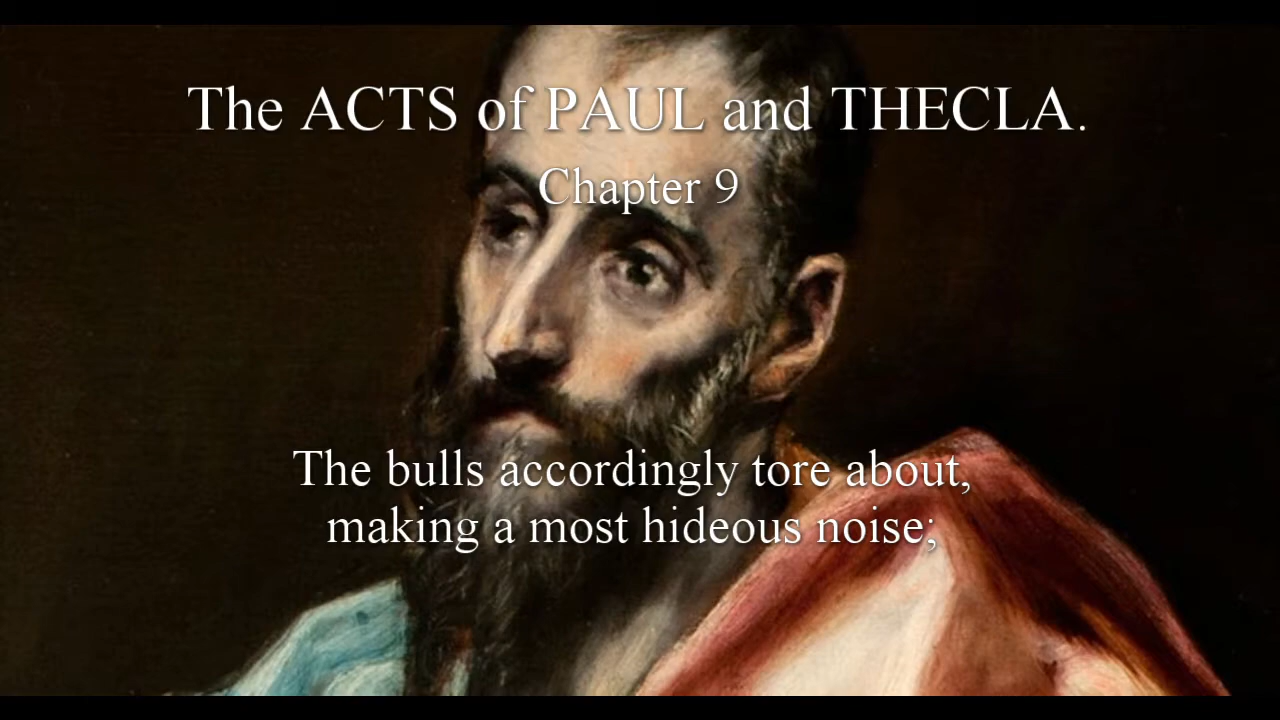 The ACTS of PAUL and THECLA.
Chapter 9
The bulls accordingly tore about,
making a most hideous noise;